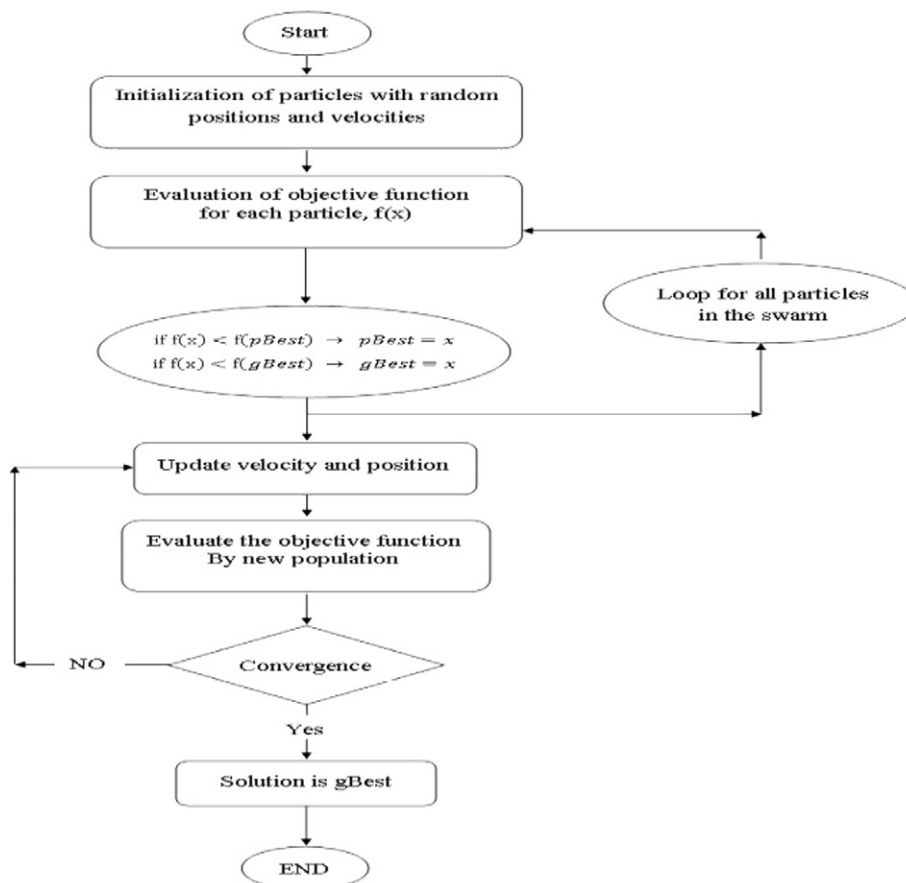 Start
Initialization of particles with random
positions and velocities
Evaluation of objective function
for each particle, f(x)
Loop for all particles
in the swarm
if f(x) < f(pBest) → pBest = x
if f(x) < f(gBest) → gBest = x
Update velocity and position
Evaluate the objective function
By new population
NO
Convergence
Yes
Solution is gBest
END